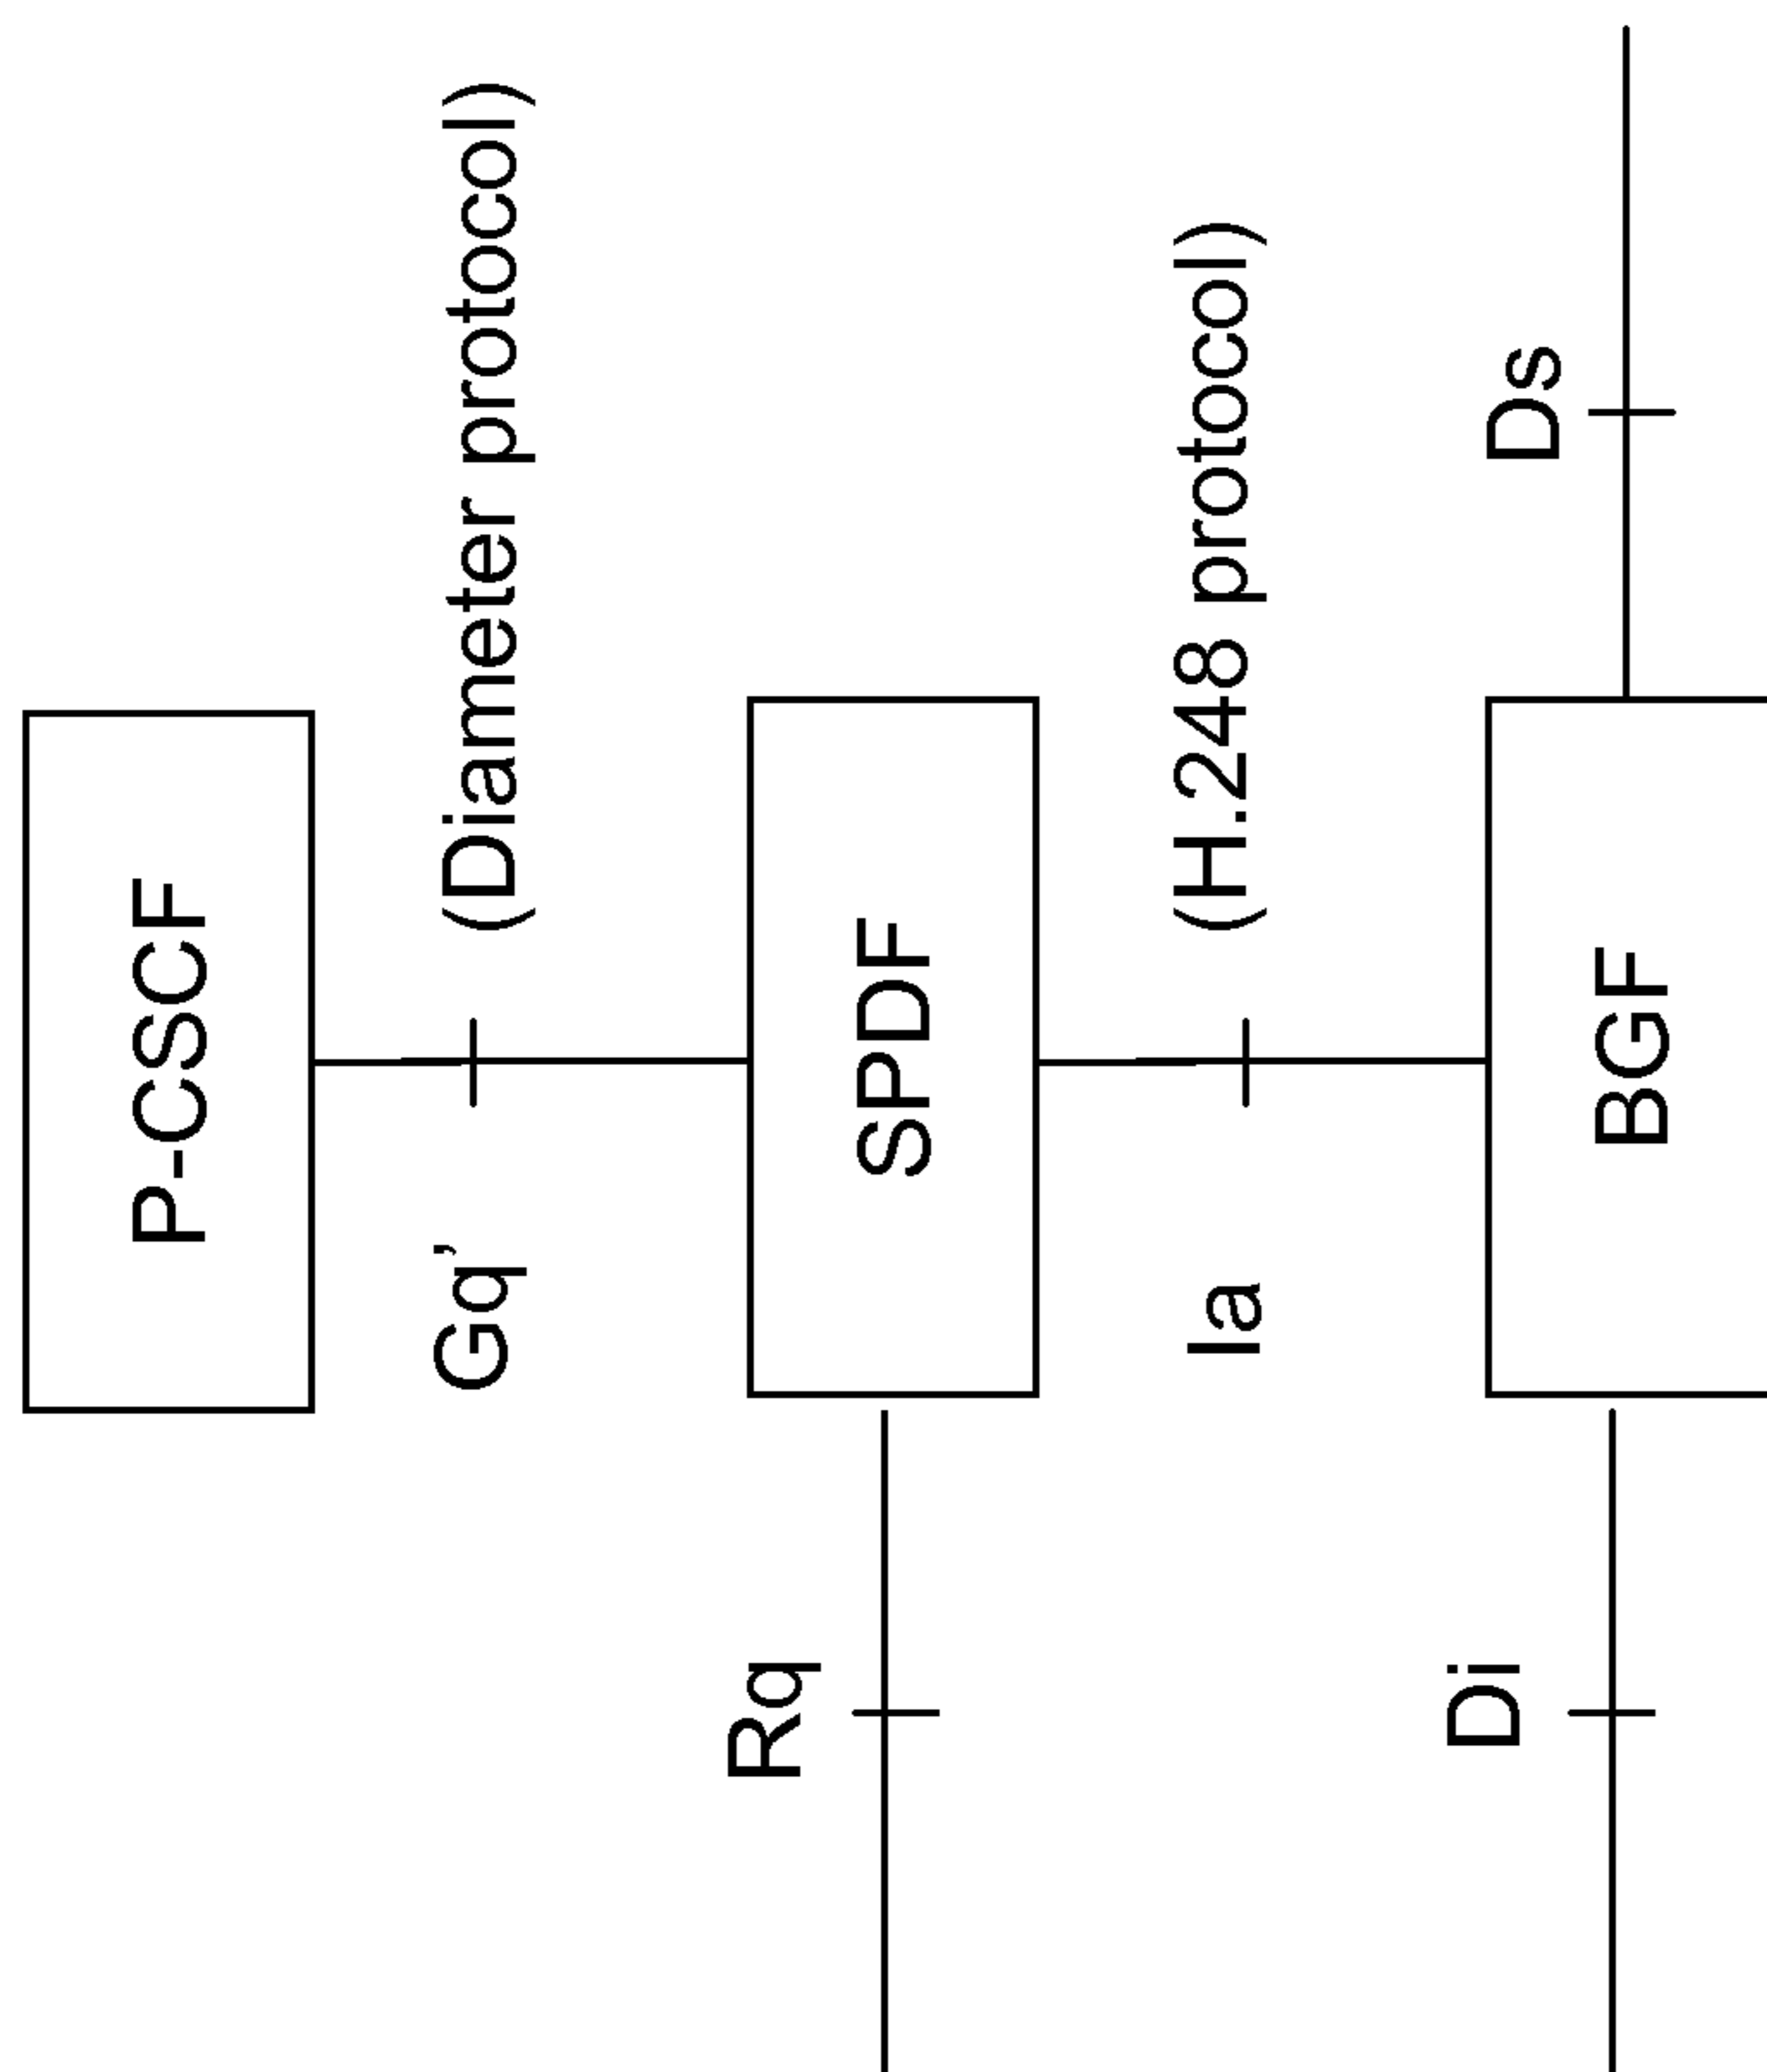 P-CSCF
Gq’
(Diameter protocol)
Rq
SPDF
Ia
(H.248 protocol)
Di
BGF
Ds